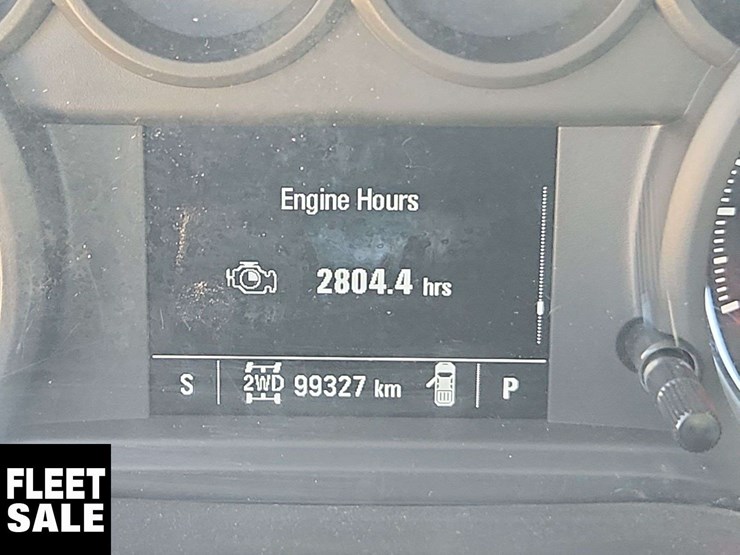 Engine Hours
2804.4 hrs
S 2WD 99327 km P
FLEET
SALE